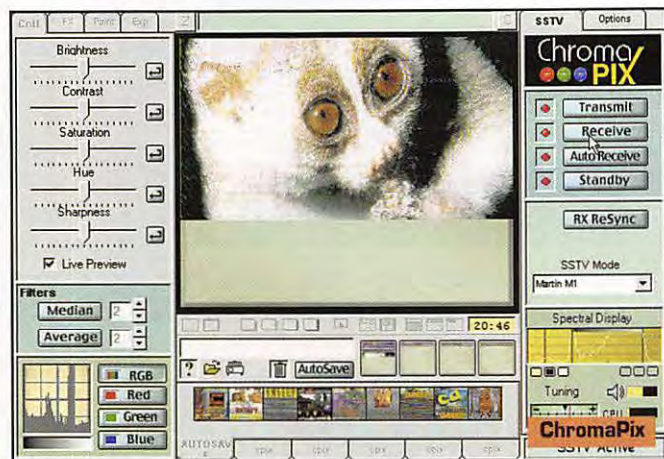 Cntl FX Paint Exp
Z
C
Brightness
Contrast
Saturation
Hue
Sharpness
Live Preview
Filters
Median 2
Average 2
RGB
Red
Green
Blue
20:46
?
AutoSave
AUTOSAVE
SSTV Options
Chroma
PIX
Transmit
Receive
Auto Receive
Standby
RX ReSync
SSTV Mode
Martin M1
Spectral Display
Tuning
CPU
ChromaPix
SSTV Active